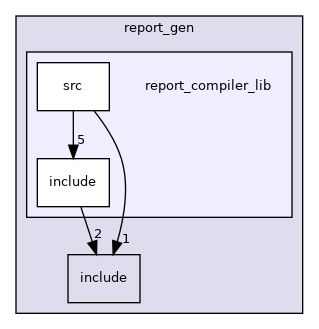 report_gen
src
report_compiler_lib
5
include
2
1
include